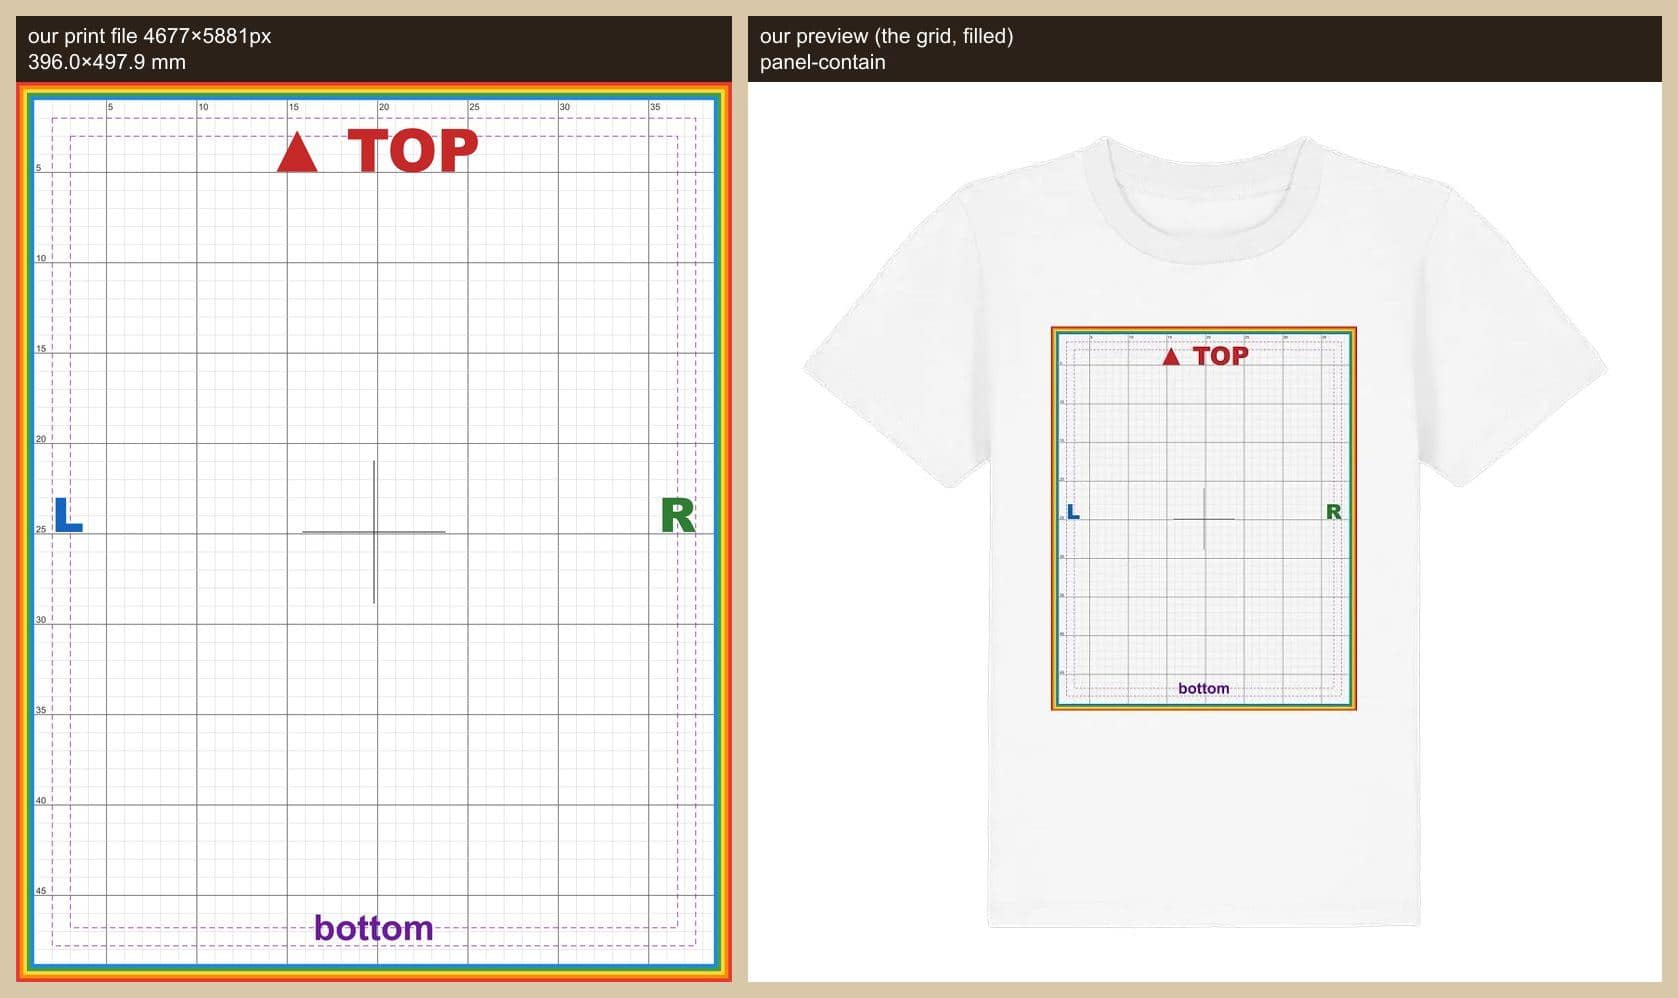 our print file 4677×5881px
396.0×497.9 mm
5 10 15 20 25 30 35
▲ TOP
5
10
15
20
L R
25
30
35
40
45
bottom
our preview (the grid, filled)
panel-contain
▲ TOP
L R
bottom